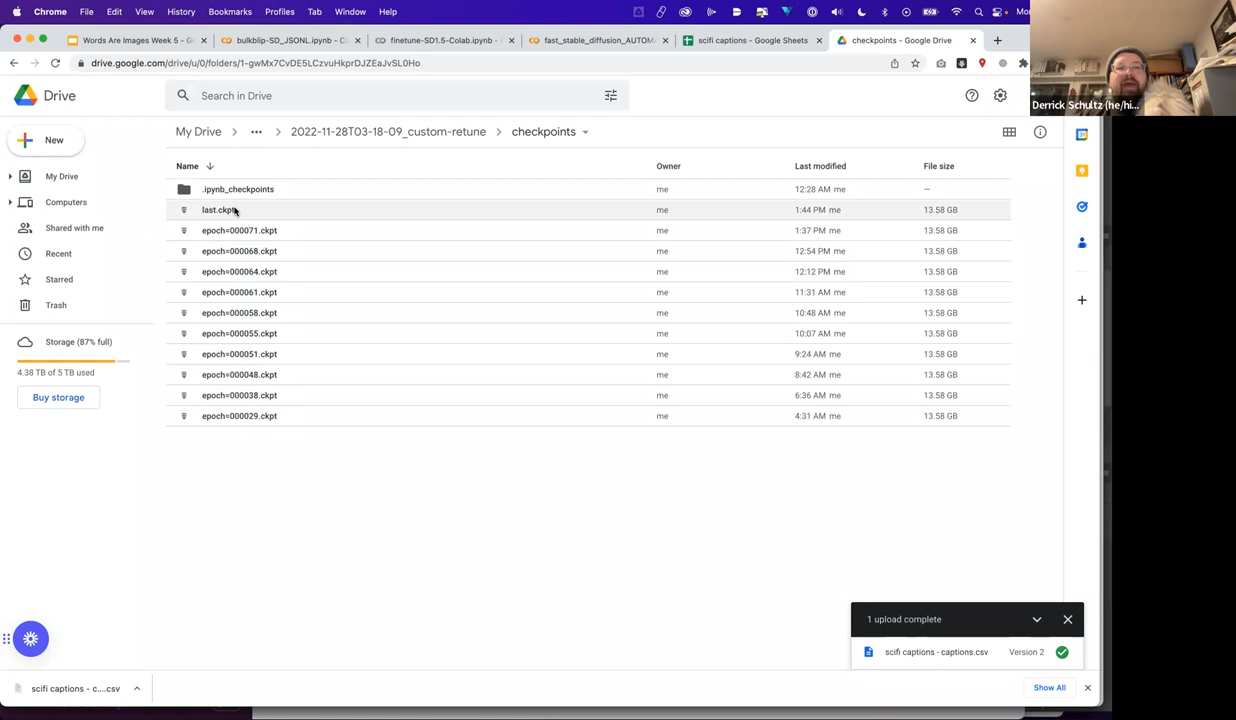 Chrome File Edit View History Bookmarks Profiles Tab Window Help Mo
Words Are Images Week 5 - G
bulkblip-SD_JSONL.ipynb - C
finetune-SD1.5-Colab.ipynb -
fast_stable_diffusion_AUTOMA
scifi captions - Google Sheets
checkpoints - Google Drive
drive.google.com/drive/u/0/folders/1-gwMx7CvDE5LCzvuHkprDJZEaJvSL0Ho
Derrick Schultz (he/hi...
Drive
Search in Drive
New
My Drive
Computers
Shared with me
Recent
Starred
Trash
Storage (87% full)
4.38 TB of 5 TB used
Buy storage
My Drive > ... > 2022-11-28T03-18-09_custom-retune > checkpoints
Name Owner Last modified File size
.ipynb_checkpoints me 12:28 AM me —
last.ckpt me 1:44 PM me 13.58 GB
epoch=000071.ckpt me 1:37 PM me 13.58 GB
epoch=000068.ckpt me 12:54 PM me 13.58 GB
epoch=000064.ckpt me 12:12 PM me 13.58 GB
epoch=000061.ckpt me 11:31 AM me 13.58 GB
epoch=000058.ckpt me 10:48 AM me 13.58 GB
epoch=000055.ckpt me 10:07 AM me 13.58 GB
epoch=000051.ckpt me 9:24 AM me 13.58 GB
epoch=000048.ckpt me 8:42 AM me 13.58 GB
epoch=000038.ckpt me 6:36 AM me 13.58 GB
epoch=000029.ckpt me 4:31 AM me 13.58 GB
1 upload complete
scifi captions - captions.csv Version 2
scifi captions - c....csv
Show All